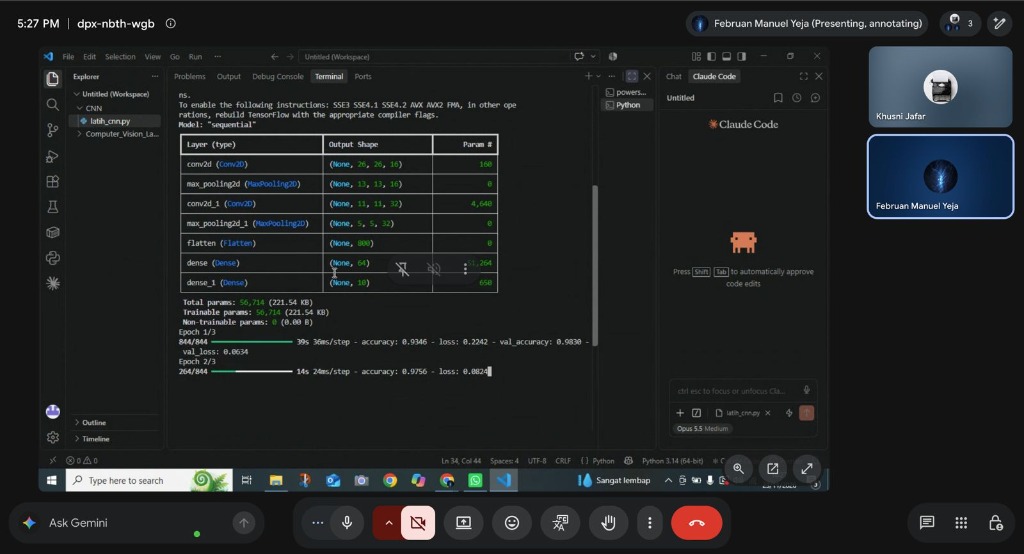 5:27 PM | dpx-nbth-wgb
Februan Manuel Yeja (Presenting, annotating)
3
File Edit Selection View Go Run ...
Untitled (Workspace)
Explorer
Untitled (Workspace)
CNN
latih_cnn.py
Computer_Vision_La...
Outline
Timeline
Problems Output Debug Console Terminal Ports
powers...
Python
ns.
To enable the following instructions: SSE3 SSE4.1 SSE4.2 AVX AVX2 FMA, in other ope
rations, rebuild TensorFlow with the appropriate compiler flags.
Model: "sequential"
Layer (type) Output Shape Param #
conv2d (Conv2D) (None, 26, 26, 16) 160
max_pooling2d (MaxPooling2D) (None, 13, 13, 16) 0
conv2d_1 (Conv2D) (None, 11, 11, 32) 4,640
max_pooling2d_1 (MaxPooling2D) (None, 5, 5, 32) 0
flatten (Flatten) (None, 800) 0
dense (Dense) (None, 64) 51,264
dense_1 (Dense) (None, 10) 650
Total params: 56,714 (221.54 KB)
Trainable params: 56,714 (221.54 KB)
Non-trainable params: 0 (0.00 B)
Epoch 1/3
844/844 39s 36ms/step - accuracy: 0.9346 - loss: 0.2242 - val_accuracy: 0.9830 -
val_loss: 0.0634
Epoch 2/3
264/844 14s 24ms/step - accuracy: 0.9756 - loss: 0.0824
Chat Claude Code
Untitled
Claude Code
Press Shift Tab to automatically approve
code edits
ctrl esc to focus or unfocus Cla...
latih_cnn.py
Opus 5.5 Medium
0 0
Ln 34, Col 44 Spaces: 4 UTF-8 CRLF Python Python 3.14 (64-bit)
Type here to search
Sangat lembap
Khusni Jafar
Februan Manuel Yeja
Ask Gemini